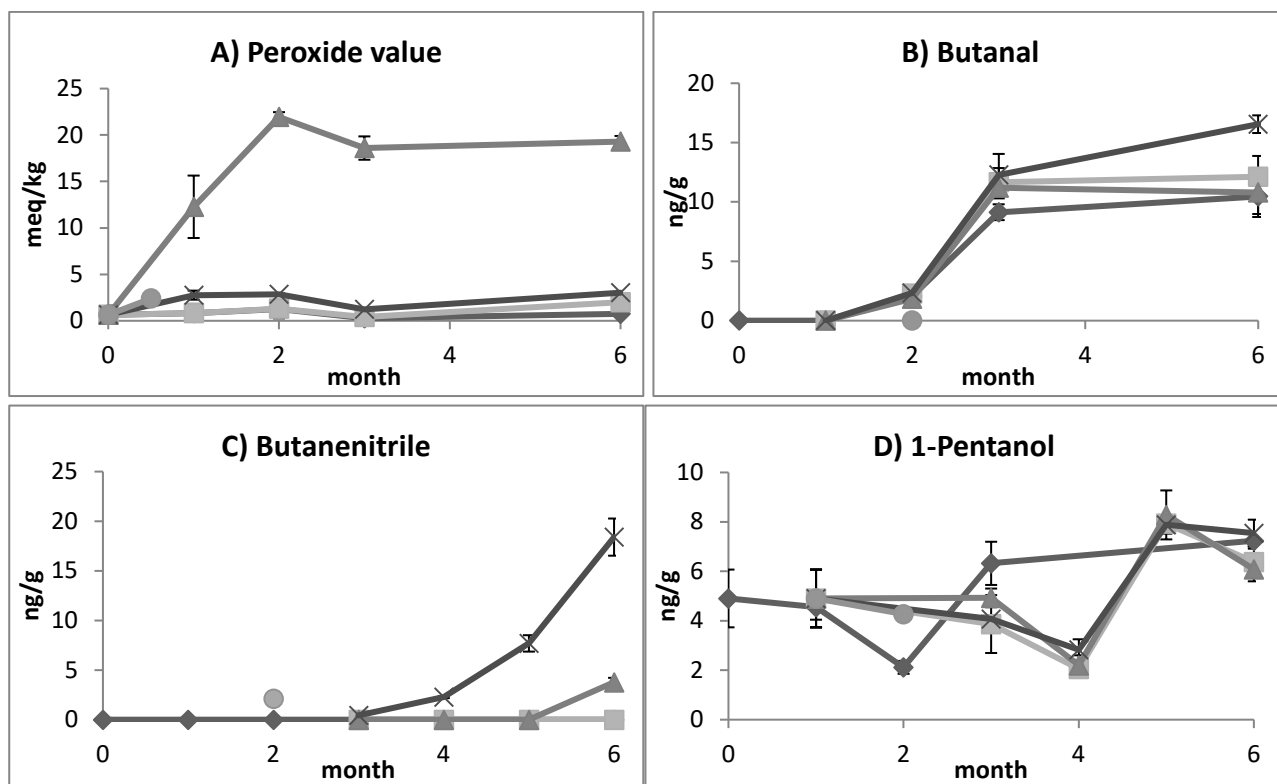 A) Peroxide value
25
20
15
10
5
0
meq/kg
0 2 4 6
month
B) Butanal
20
15
10
5
0
ng/g
0 2 4 6
month
C) Butanenitrile
25
20
15
10
5
0
ng/g
0 2 4 6
month
D) 1-Pentanol
10
8
6
4
2
0
ng/g
0 2 4 6
month